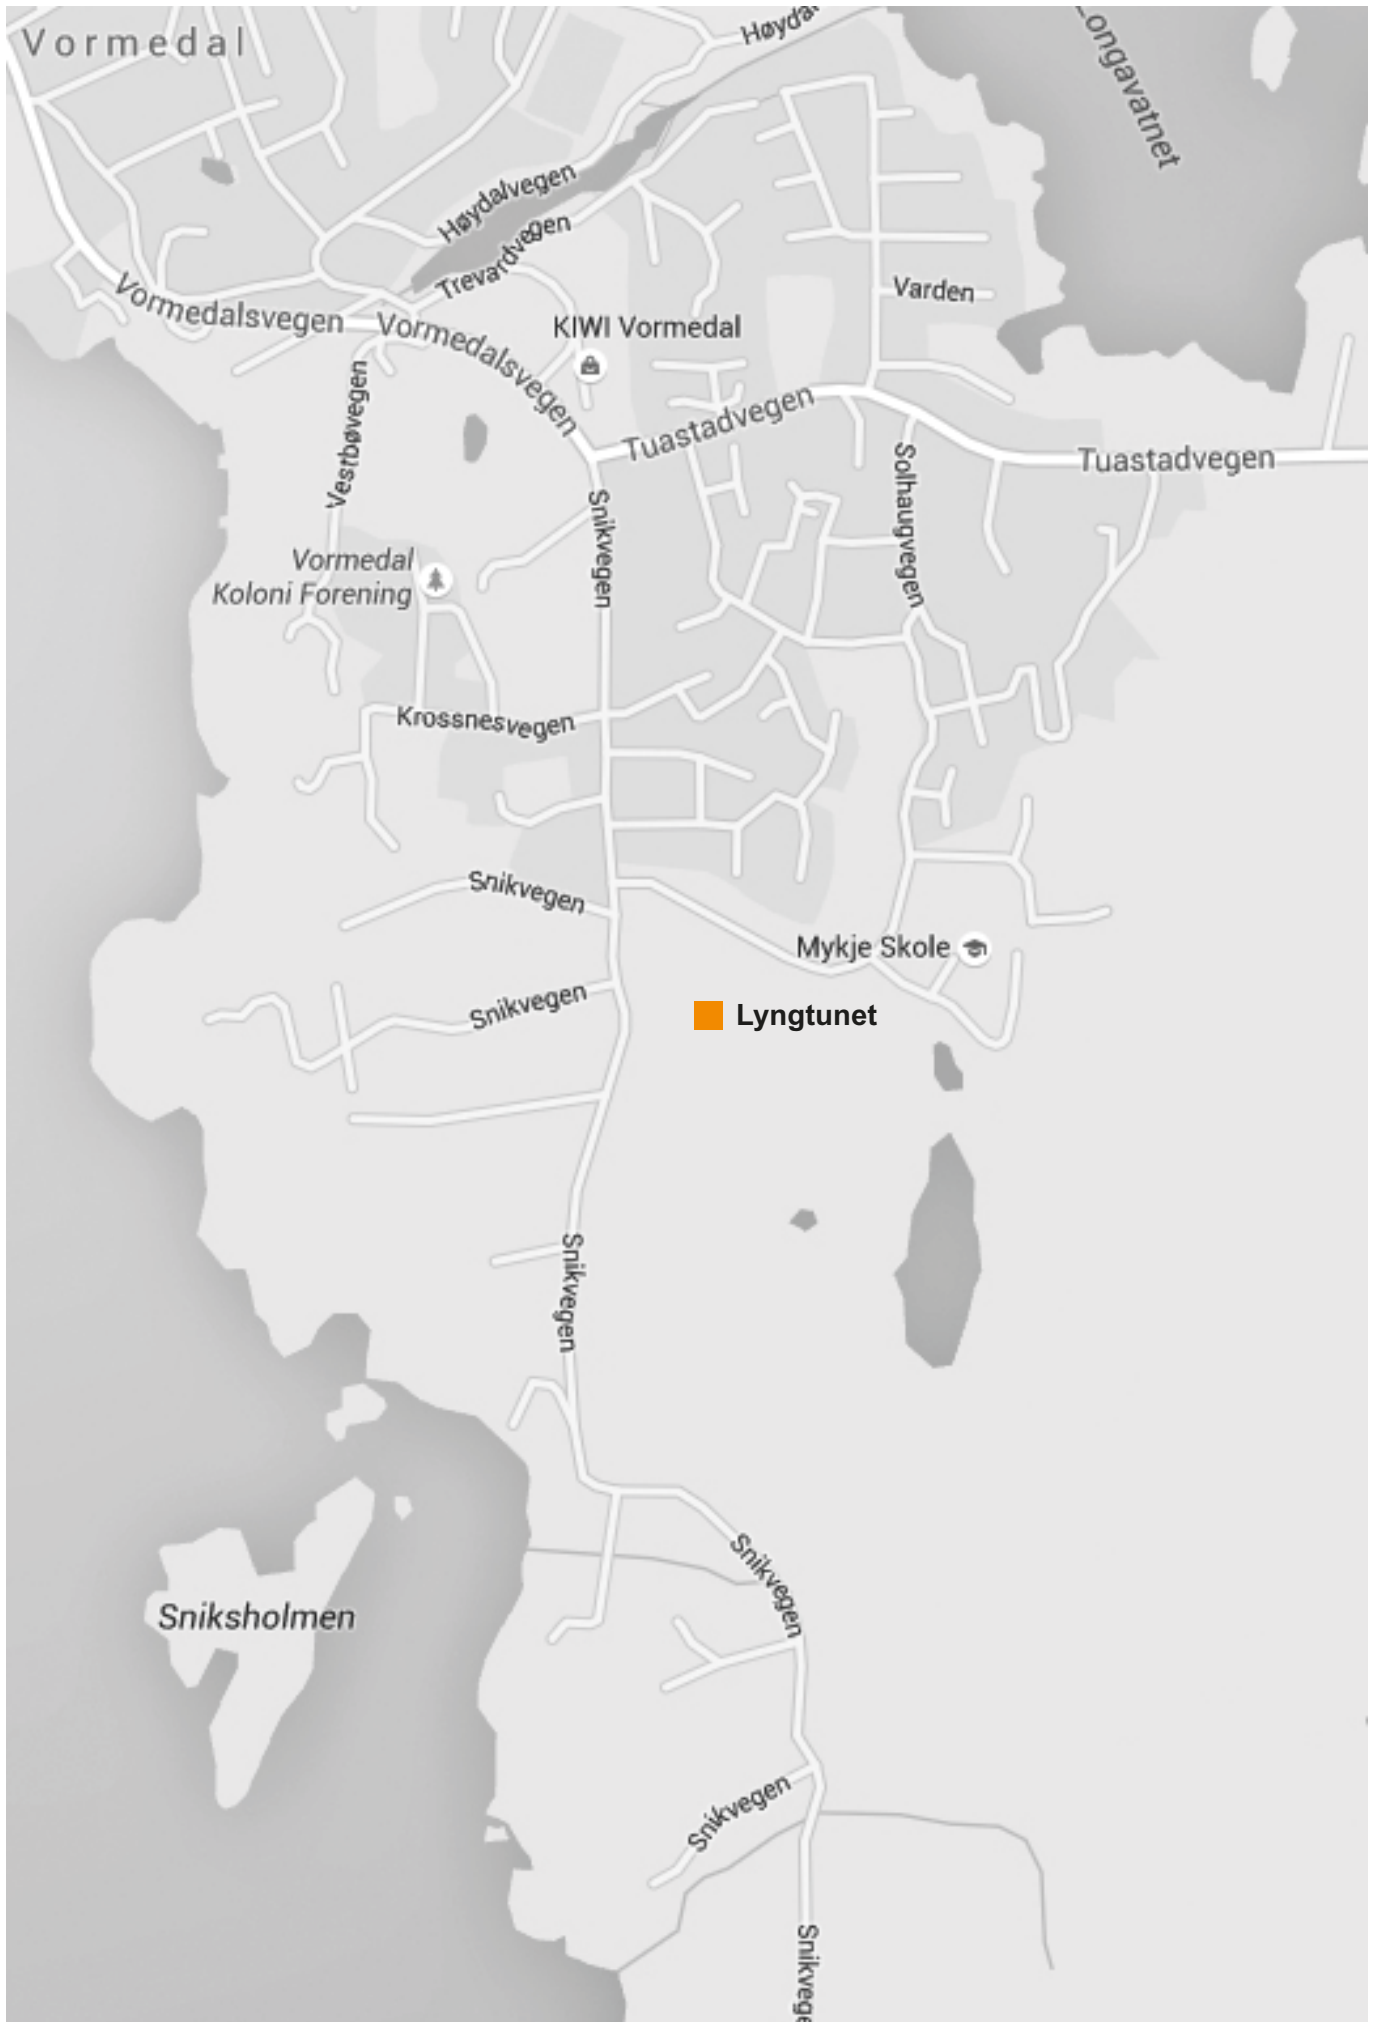 Vormedal
Høydal
Longavatnet
Høydalvegen
Trevardvegen
Varden
Vormedalsvegen
Vormedalsvegen
KIWI Vormedal
Vestbøvegen
Tuastadvegen
Tuastadvegen
Solhaugvegen
Snikvegen
Vormedal
Koloni Forening
Krossnesvegen
Snikvegen
Mykje Skole
Snikvegen
Lyngtunet
Snikvegen
Snikvegen
Sniksholmen
Snikvegen
Snikvege